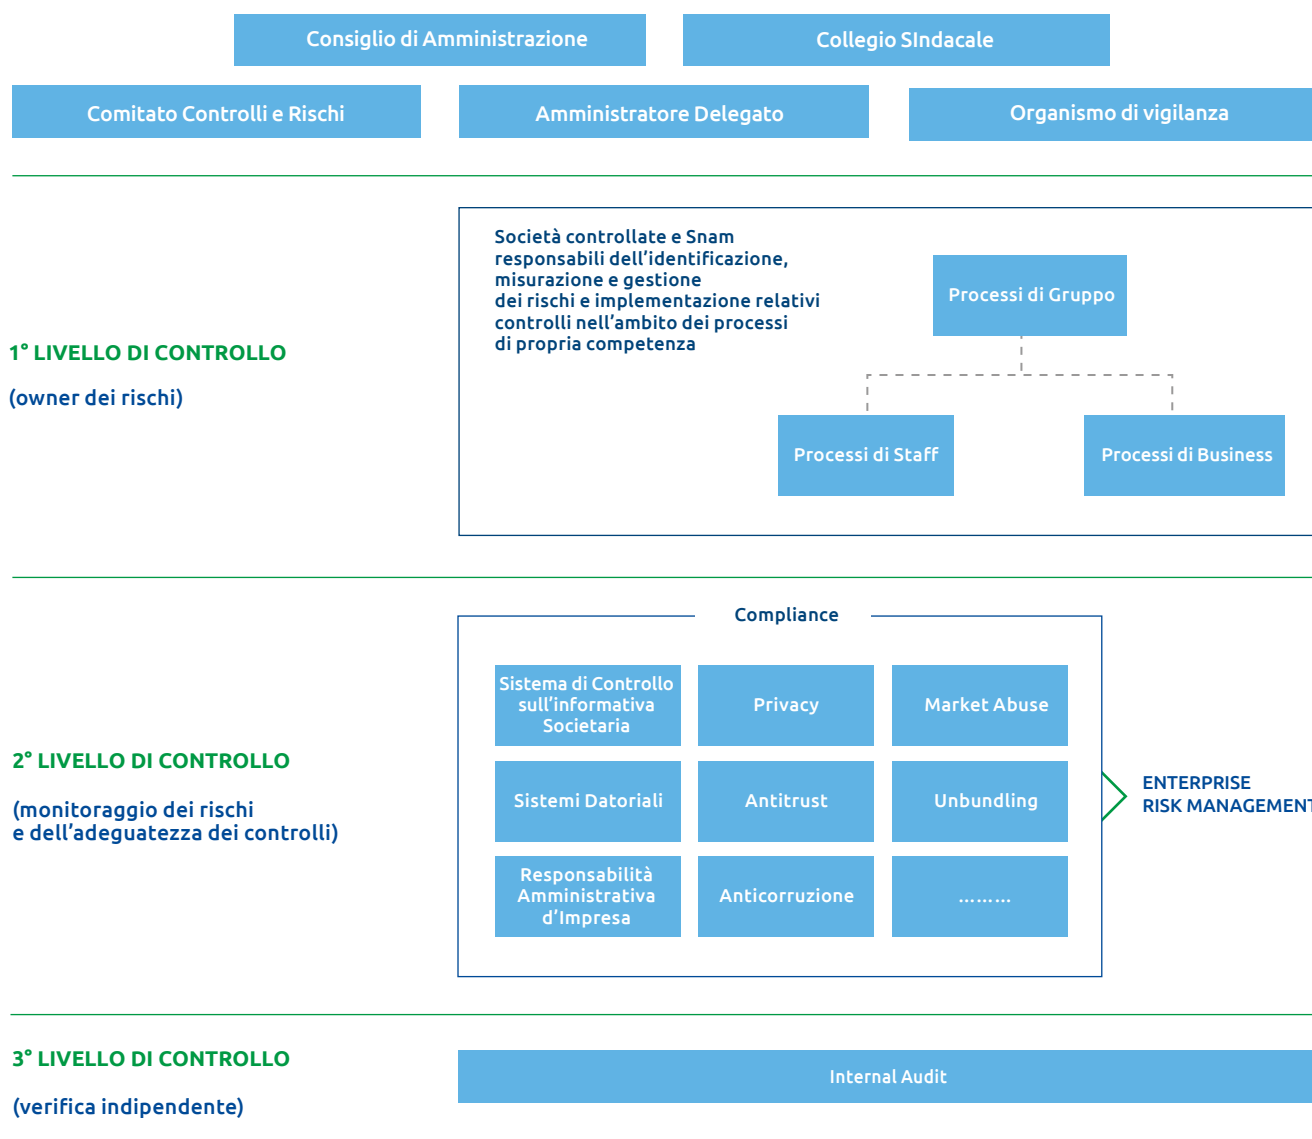 Consiglio di Amministrazione
Collegio SIndacale
Comitato Controlli e Rischi
Amministratore Delegato
Organismo di vigilanza
1° LIVELLO DI CONTROLLO
(owner dei rischi)
Società controllate e Snam
responsabili dell’identificazione,
misurazione e gestione
dei rischi e implementazione relativi
controlli nell’ambito dei processi
di propria competenza
Processi di Gruppo
Processi di Staff
Processi di Business
2° LIVELLO DI CONTROLLO
(monitoraggio dei rischi
e dell’adeguatezza dei controlli)
Compliance
Sistema di Controllo
sull’informativa
Societaria
Privacy
Market Abuse
Sistemi Datoriali
Antitrust
Unbundling
Responsabilità
Amministrativa
d’Impresa
Anticorruzione
.........
ENTERPRISE
RISK MANAGEMENT
3° LIVELLO DI CONTROLLO
(verifica indipendente)
Internal Audit